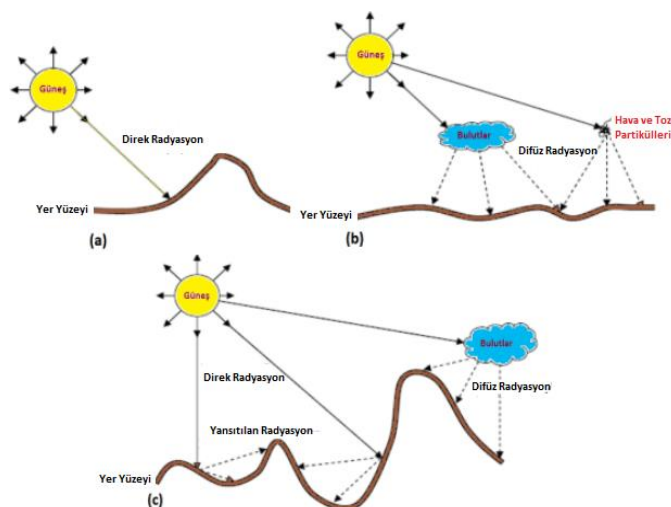 (a)
Güneş
Direk Radyasyon
Yer Yüzeyi
(b)
Güneş
Hava ve Toz
Partikülleri
Bulutlar
Difüz Radyasyon
Yer Yüzeyi
Güneş
Bulutlar
Direk Radyasyon
Difüz Radyasyon
Yansıtılan Radyasyon
Yer Yüzeyi
(c)